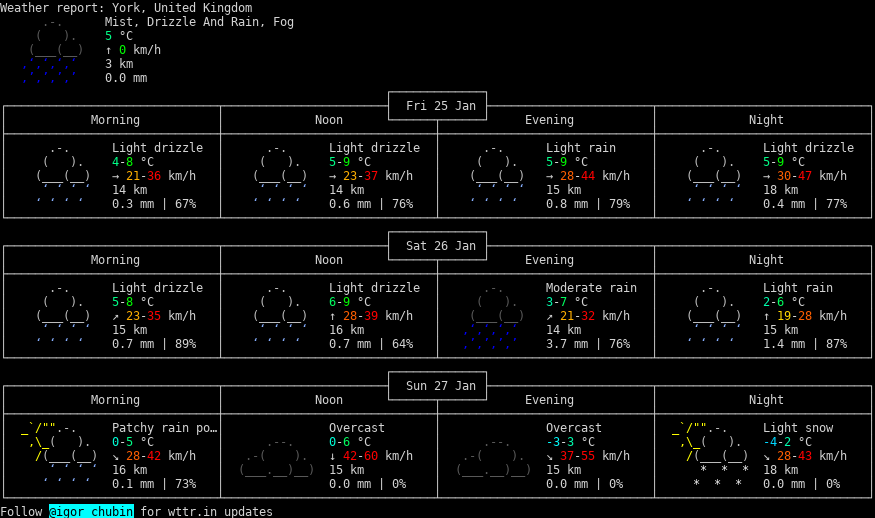 Weather report: York, United Kingdom
Mist, Drizzle And Rain, Fog
5 °C
↑ 0 km/h
3 km
0.0 mm
Fri 25 Jan
Morning Noon Evening Night
Light drizzle Light drizzle Light rain Light drizzle
4-8 °C 5-9 °C 5-9 °C 5-9 °C
→ 21-36 km/h → 23-37 km/h → 28-44 km/h → 30-47 km/h
14 km 14 km 15 km 18 km
0.3 mm | 67% 0.6 mm | 76% 0.8 mm | 79% 0.4 mm | 77%
Sat 26 Jan
Morning Noon Evening Night
Light drizzle Light drizzle Moderate rain Light rain
5-8 °C 6-9 °C 3-7 °C 2-6 °C
↗ 23-35 km/h ↑ 28-39 km/h ↗ 21-32 km/h ↑ 19-28 km/h
15 km 16 km 14 km 15 km
0.7 mm | 89% 0.7 mm | 64% 3.7 mm | 76% 1.4 mm | 87%
Sun 27 Jan
Morning Noon Evening Night
Patchy rain po… Overcast Overcast Light snow
0-5 °C 0-6 °C -3-3 °C -4-2 °C
↘ 28-42 km/h ↓ 42-60 km/h ↘ 37-55 km/h ↘ 28-43 km/h
16 km 15 km 15 km 18 km
0.1 mm | 73% 0.0 mm | 0% 0.0 mm | 0% 0.0 mm | 0%
Follow @igor_chubin for wttr.in updates